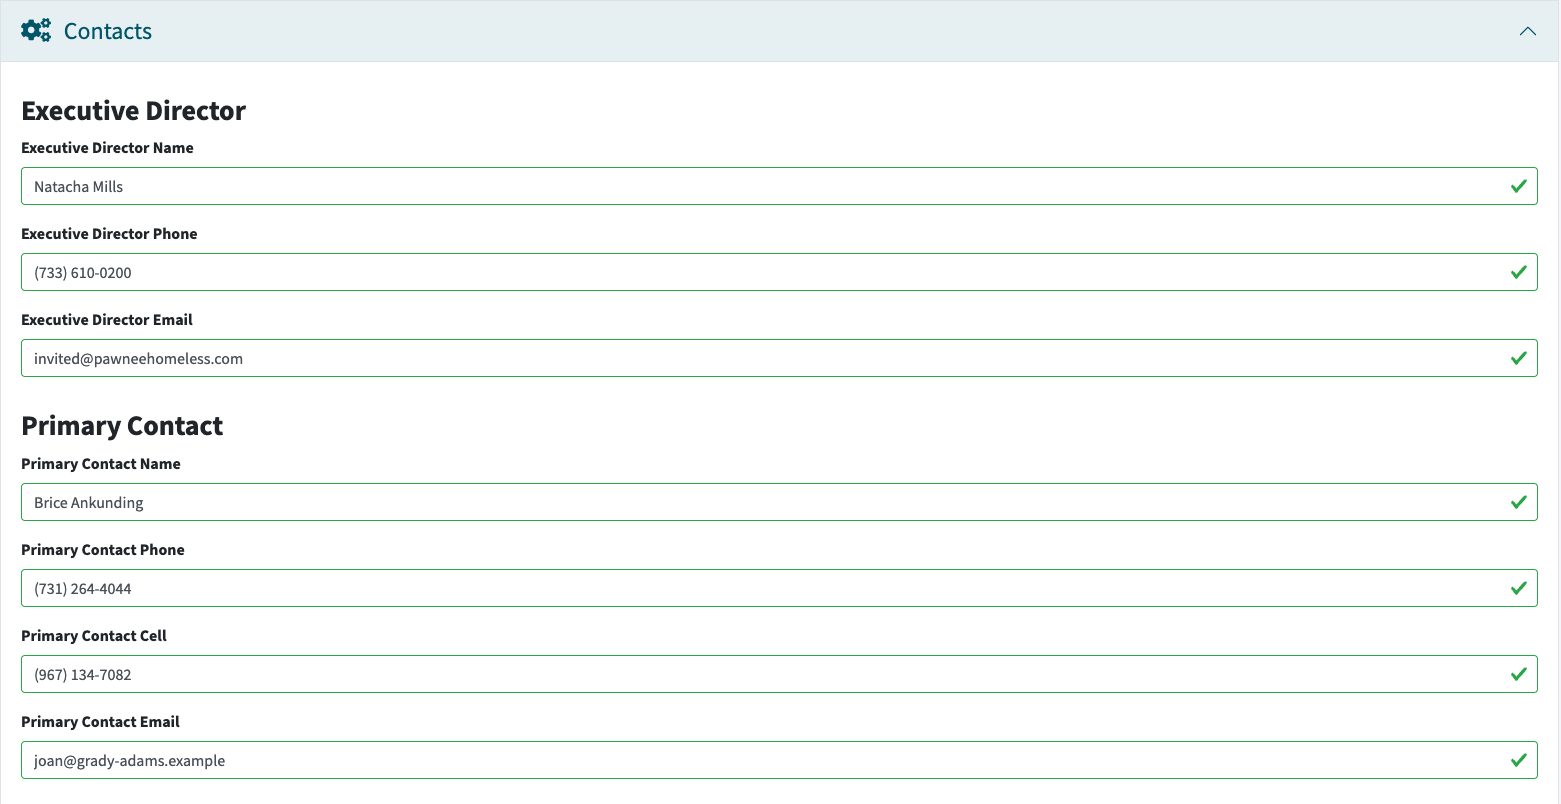 Contacts
Executive Director
Executive Director Name
Natacha Mills
Executive Director Phone
(733) 610-0200
Executive Director Email
invited@pawneehomeless.com
Primary Contact
Primary Contact Name
Brice Ankunding
Primary Contact Phone
(731) 264-4044
Primary Contact Cell
(967) 134-7082
Primary Contact Email
joan@grady-adams.example